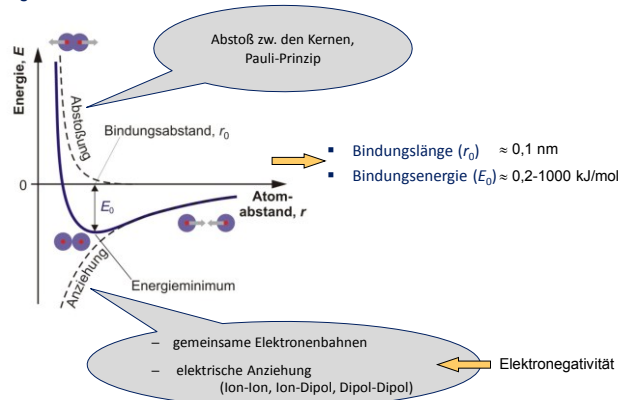 Abstoß zw. den Kernen,
Pauli-Prinzip
Energie, E
Abstoßung
Bindungsabstand, r0
▪ Bindungslänge (r0) ≈ 0,1 nm
▪ Bindungsenergie (E0) ≈ 0,2-1000 kJ/mol
0
E0
Atom-
abstand, r
Anziehung
Energieminimum
– gemeinsame Elektronenbahnen
– elektrische Anziehung
(Ion-Ion, Ion-Dipol, Dipol-Dipol)
Elektronegativität